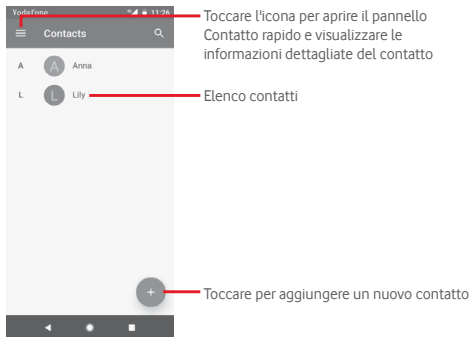 Vodafone 4G 11:26
Contacts
A A Anna
L L Lily
+
Toccare l'icona per aprire il pannello
Contatto rapido e visualizzare le
informazioni dettagliate del contatto
Elenco contatti
Toccare per aggiungere un nuovo contatto